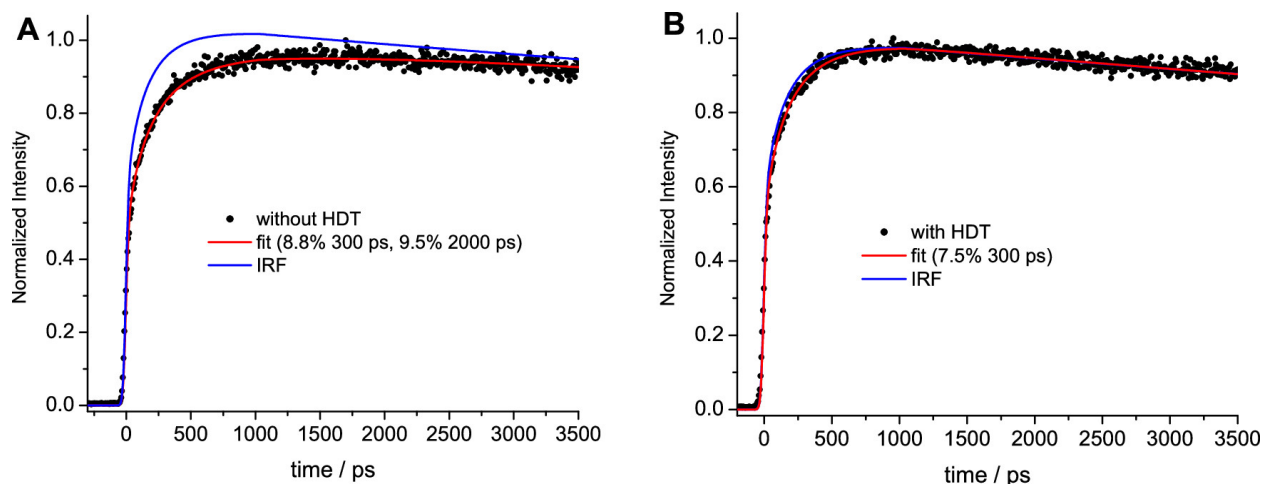 A
Normalized Intensity
1.0
0.8
0.6
0.4
0.2
0.0
without HDT
fit (8.8% 300 ps, 9.5% 2000 ps)
IRF
0 500 1000 1500 2000 2500 3000 3500
time / ps
B
Normalized Intensity
1.0
0.8
0.6
0.4
0.2
0.0
with HDT
fit (7.5% 300 ps)
IRF
0 500 1000 1500 2000 2500 3000 3500
time / ps